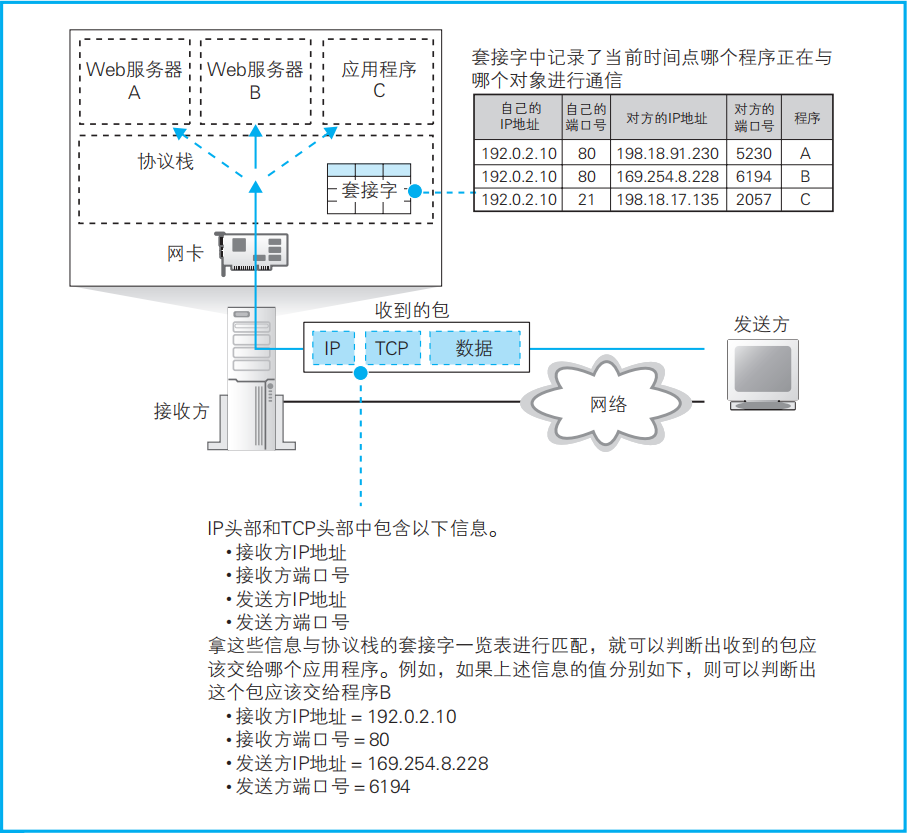 Web服务器
A
Web服务器
B
应用程序
C
协议栈
套接字
网卡
套接字中记录了当前时间点哪个程序正在与
哪个对象进行通信
自己的IP地址 自己的端口号 对方的IP地址 对方的端口号 程序
192.0.2.10 80 198.18.91.230 5230 A
192.0.2.10 80 169.254.8.228 6194 B
192.0.2.10 21 198.18.17.135 2057 C
收到的包
IP TCP 数据
发送方
接收方
网络
IP头部和TCP头部中包含以下信息。
•接收方IP地址
•接收方端口号
•发送方IP地址
•发送方端口号
拿这些信息与协议栈的套接字一览表进行匹配，就可以判断出收到的包应
该交给哪个应用程序。例如，如果上述信息的值分别如下，则可以判断出
这个包应该交给程序B
•接收方IP地址＝192.0.2.10
•接收方端口号＝80
•发送方IP地址＝169.254.8.228
•发送方端口号＝6194